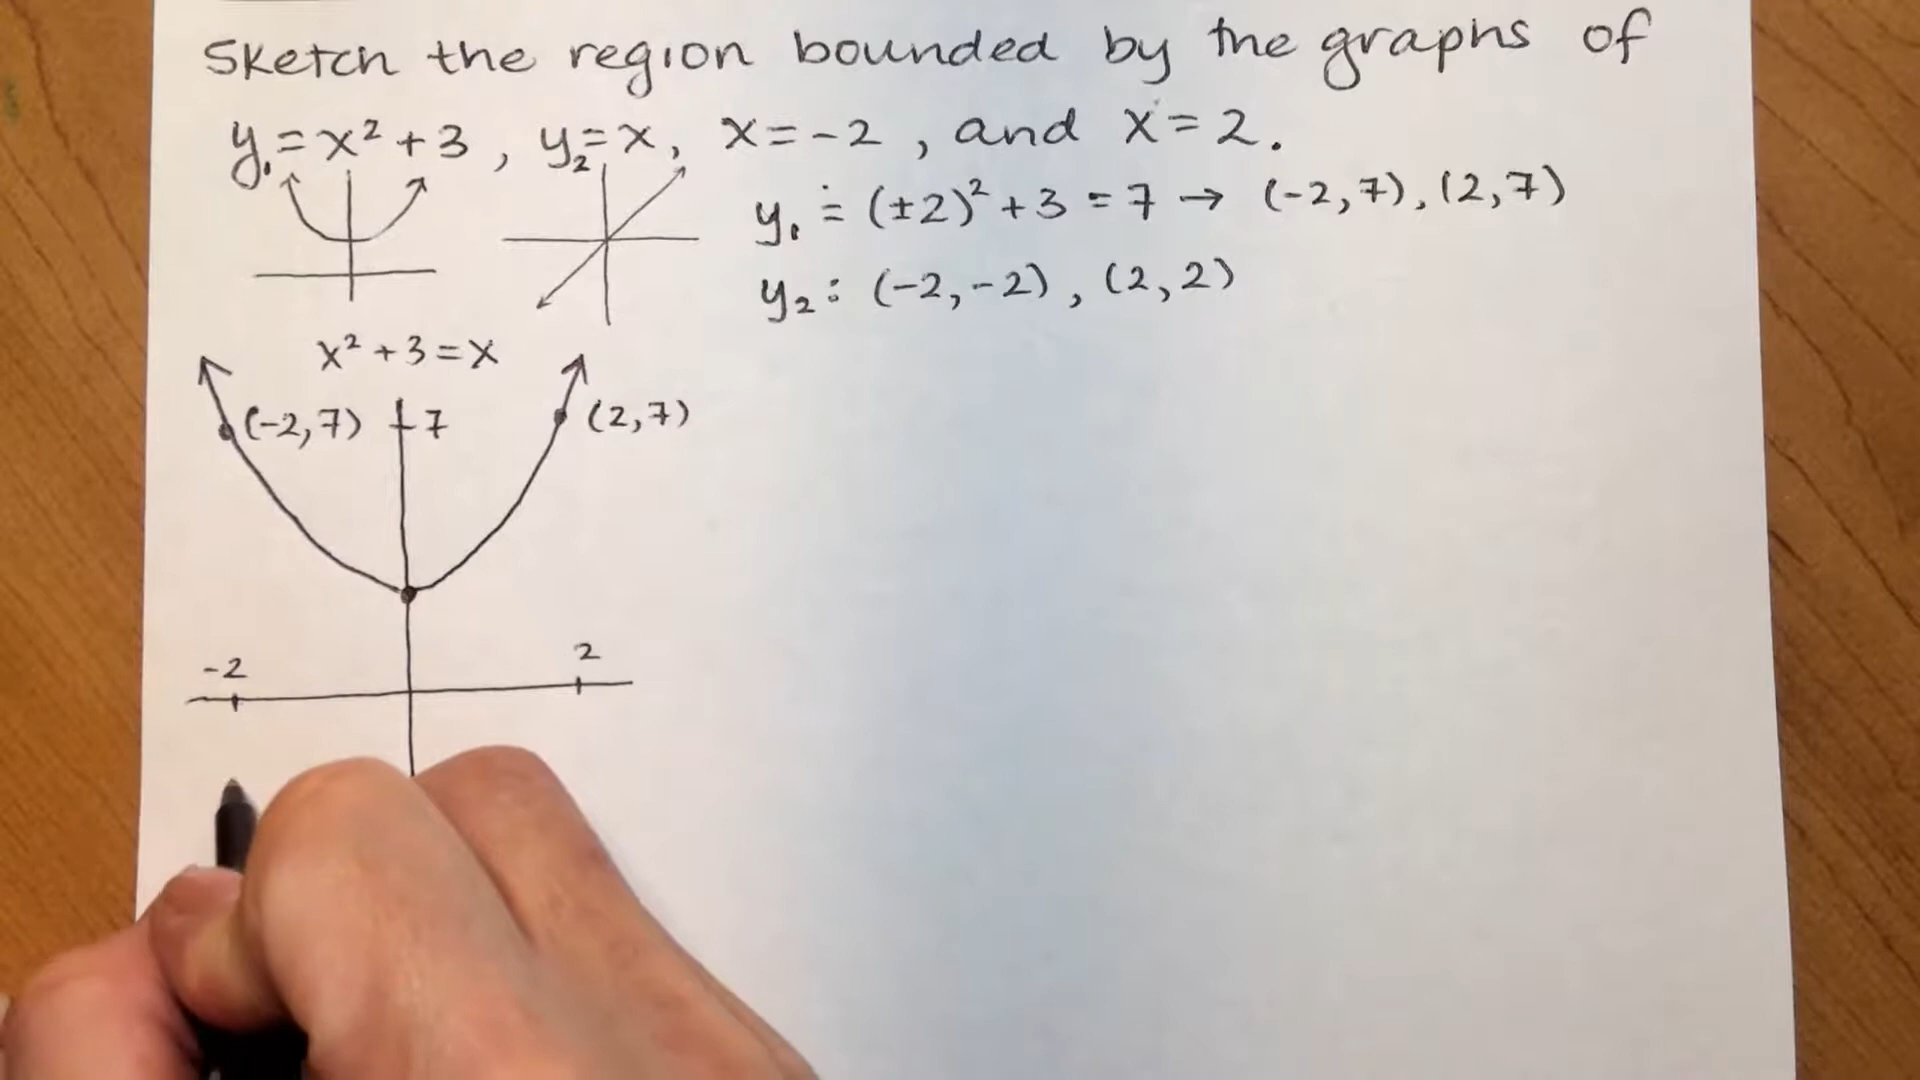 Sketch the region bounded by the graphs of
y₁=x²+3, y₂=x, x=-2, and x=2.
y₁: =(±2)²+3=7→(-2,7),(2,7)
y₂: (-2,-2), (2,2)
x²+3=x
(-2,7) 7 (2,7)
-2 2